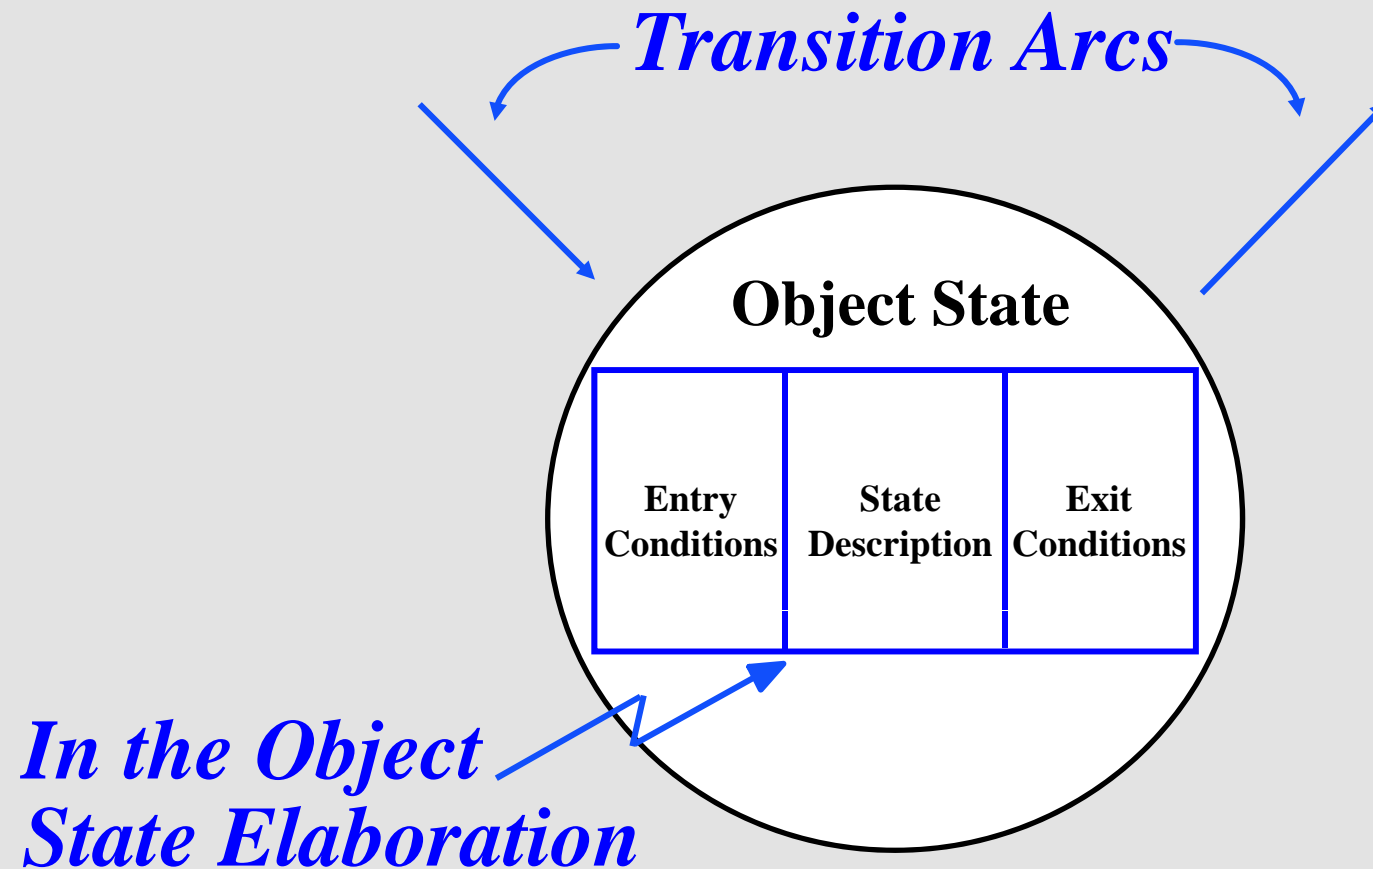 Transition Arcs
Object State
Entry
Conditions
State
Description
Exit
Conditions
In the Object
State Elaboration